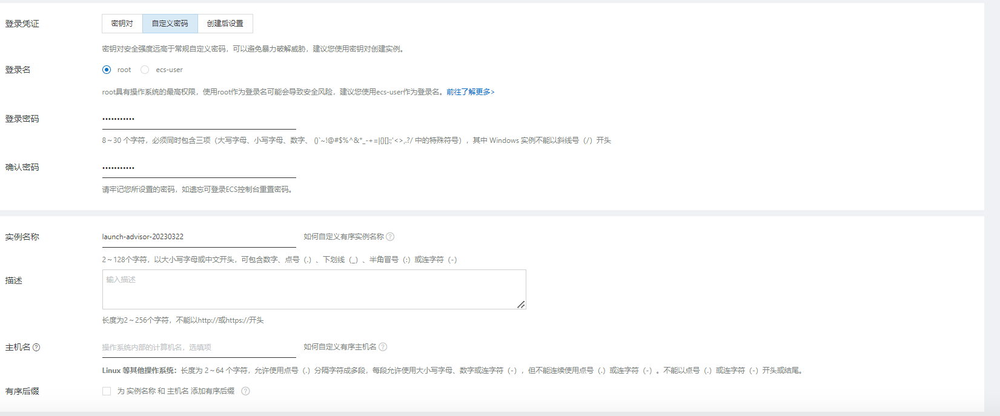 登录凭证 密钥对 自定义密码 创建后设置
密钥对安全强度远高于常规自定义密码，可以避免暴力破解威胁，建议您使用密钥对创建实例。
登录名 root ecs-user
root具有操作系统的最高权限，使用root作为登录名可能会导致安全风险，建议您使用ecs-user作为登录名。前往了解更多>
登录密码 •••••••••••
8～30 个字符，必须同时包含三项（大写字母、小写字母、数字、 ()`~!@#$%^&*_-+=|{}[]:;'<>,.?/ 中的特殊符号），其中 Windows 实例不能以斜线号（/）开头
确认密码 •••••••••••
请牢记您所设置的密码，如遗忘可登录ECS控制台重置密码。
实例名称 launch-advisor-20230322 如何自定义有序实例名称 ?
2～128个字符，以大小写字母或中文开头，可包含数字、点号（.）、下划线（_）、半角冒号（:）或连字符（-）
描述 输入描述
长度为2～256个字符，不能以http://或https://开头
主机名 ? 操作系统内部的计算机名，选填项 如何自定义有序主机名 ?
Linux 等其他操作系统：长度为 2～64 个字符，允许使用点号（.）分隔字符成多段，每段允许使用大小写字母、数字或连字符（-），但不能连续使用点号（.）或连字符（-）。不能以点号（.）或连字符（-）开头或结尾。
有序后缀 为 实例名称 和 主机名 添加有序后缀 ?